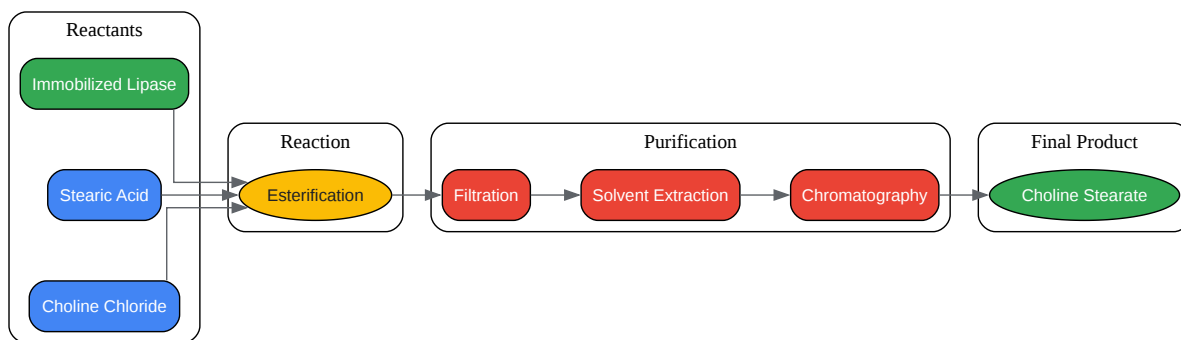 Reactants
Immobilized Lipase
Stearic Acid
Choline Chloride
Reaction
Esterification
Purification
Filtration
Solvent Extraction
Chromatography
Final Product
Choline Stearate